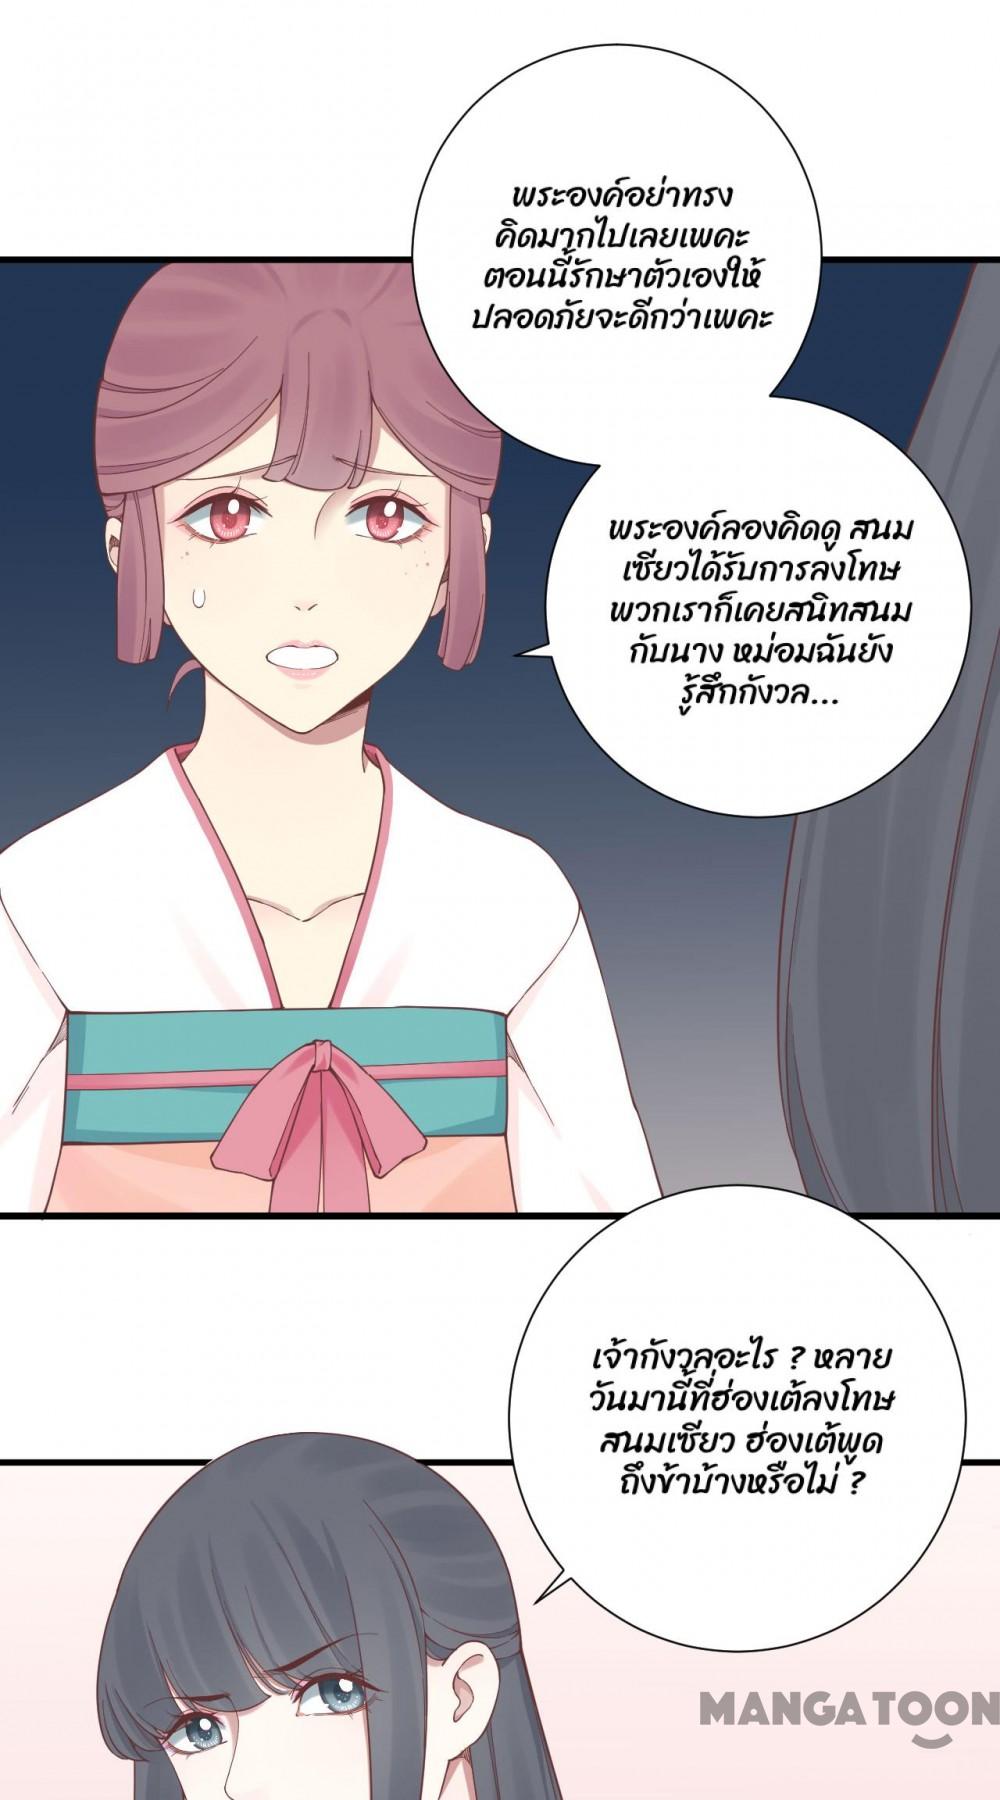 พระองค์อย่าทรง
คิดมากไปเลยเพคะ
ตอนนี้รักษาตัวเองให้
ปลอดภัยจะดีกว่าเพคะ
พระองค์ลองคิดดู สนม
เซียวได้รับการลงโทษ
พวกเราก็เคยสนิทสนม
กับนาง หม่อมฉันยัง
รู้สึกกังวล...
เจ้ากังวลอะไร ? หลาย
วันมานี้ที่ฮ่องเต้ลงโทษ
สนมเซียว ฮ่องเต้พูด
ถึงข้าบ้างหรือไม่ ?
MANGATOON